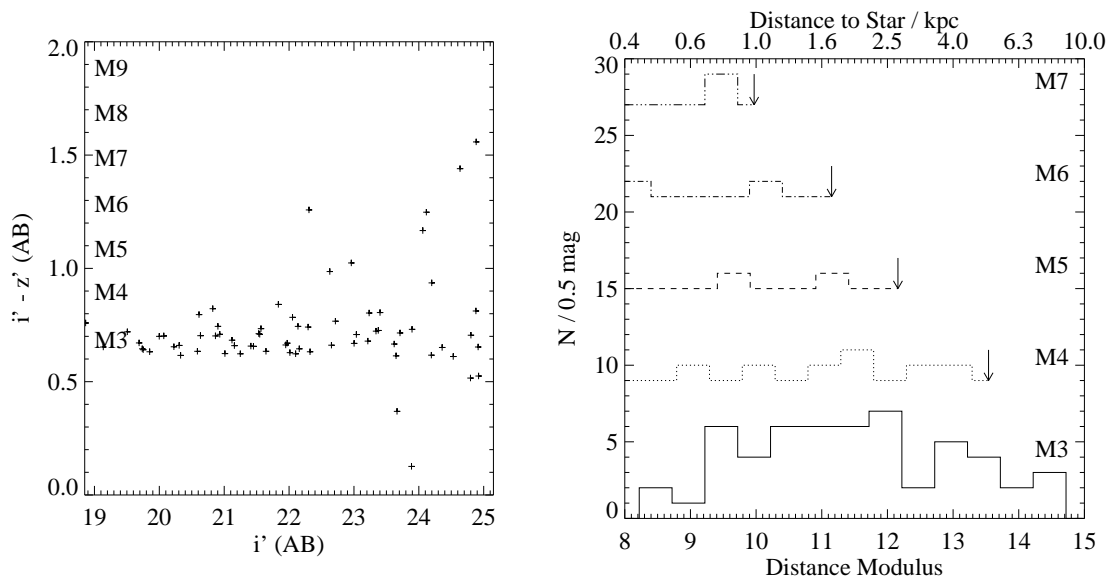 2.0
1.5
1.0
0.5
0.0
i' - z' (AB)
M9
M8
M7
M6
M5
M4
M3
19 20 21 22 23 24 25
i' (AB)
Distance to Star / kpc
0.4 0.6 1.0 1.6 2.5 4.0 6.3 10.0
30
25
20
15
10
5
0
N / 0.5 mag
M7
M6
M5
M4
M3
8 9 10 11 12 13 14 15
Distance Modulus